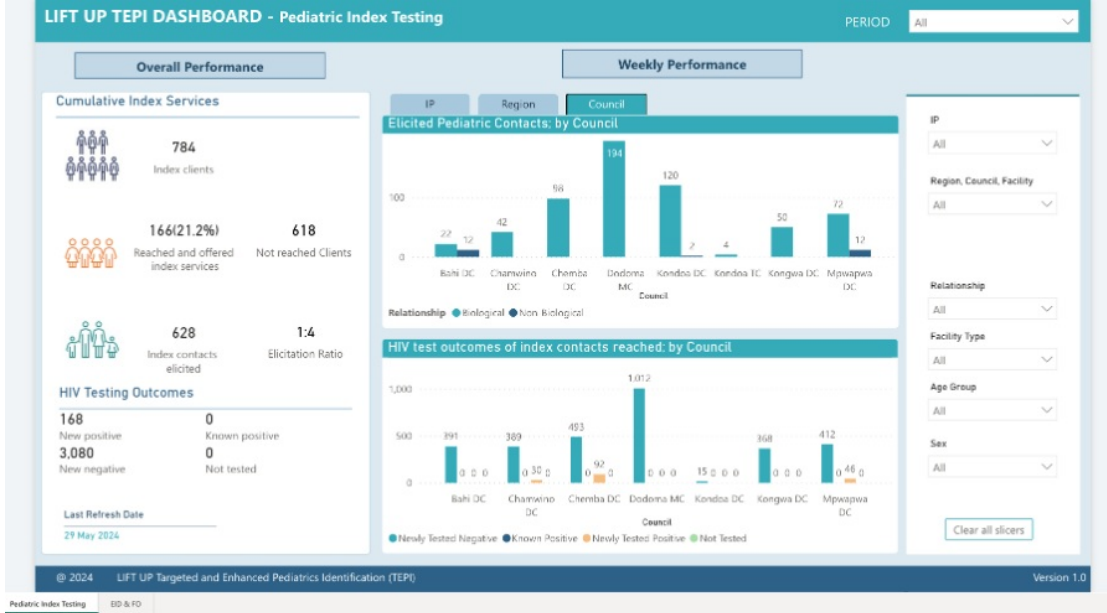 LIFT UP TEPI DASHBOARD - Pediatric Index Testing
PERIOD
All
Overall Performance
Weekly Performance
Cumulative Index Services
784
Index clients
166(21.2%)
Reached and offered
index services
618
Not reached Clients
628
Index contacts
elicited
1:4
Elicitation Ratio
HIV Testing Outcomes
168
New positive
0
Known positive
3,080
New negative
0
Not tested
Last Refresh Date
29 May 2024
IP
Region
Council
Elicited Pediatric Contacts; by Council
100
0
22
12
42
98
194
120
2
4
50
72
12
Bahi DC
Chamwino
DC
Chemba
DC
Dodoma
MC
Kondoa DC
Kondoa TC
Kongwa DC
Mpwapwa
DC
Council
Relationship
Biological
Non-Biological
HIV test outcomes of index contacts reached; by Council
1,000
500
0
391
0 0 0
389
0 30 0
493
0 92 0
1,012
0 0 0
15 0 0 0
368
0 0 0
412
0 46 0
Bahi DC
Chamwino
DC
Chemba DC
Dodoma MC
Kondoa DC
Kongwa DC
Mpwapwa
DC
Council
Newly Tested Negative
Known Positive
Newly Tested Positive
Not Tested
IP
All
Region, Council, Facility
All
Relationship
All
Facility Type
All
Age Group
All
Sex
All
Clear all slicers
@ 2024
LIFT UP Targeted and Enhanced Pediatrics Identification (TEPI)
Version 1.0
Pediatric Index Testing
EID & FO